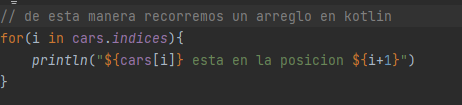 // de esta manera recorremos un arreglo en kotlin
for(i in cars.indices){
    println("${cars[i]} esta en la posicion ${i+1}")
}